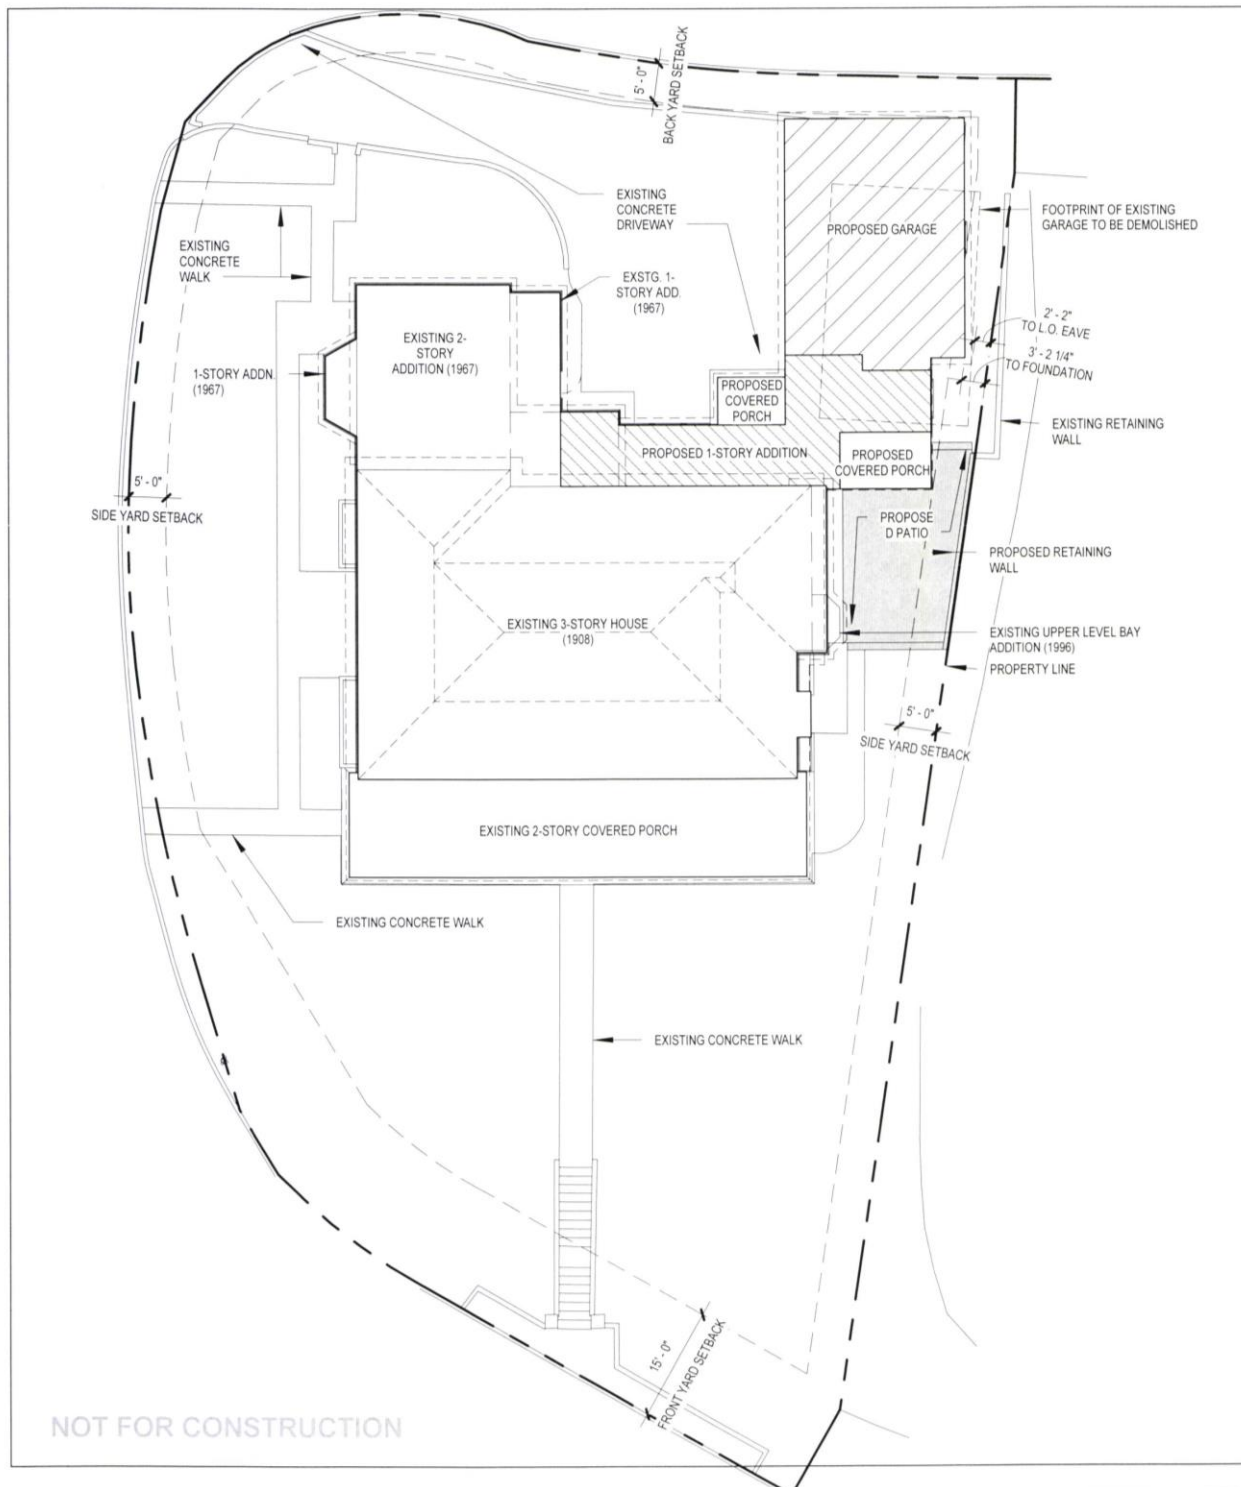 5' - 0"
BACK YARD SETBACK
EXISTING
CONCRETE
DRIVEWAY
PROPOSED GARAGE
FOOTPRINT OF EXISTING
GARAGE TO BE DEMOLISHED
EXISTING
CONCRETE
WALK
EXSTG. 1-
STORY ADD.
(1967)
2' - 2"
TO L.O. EAVE
3' - 2 1/4"
TO FOUNDATION
EXISTING 2-
STORY
ADDITION (1967)
1-STORY ADDN.
(1967)
PROPOSED
COVERED
PORCH
EXISTING RETAINING
WALL
PROPOSED 1-STORY ADDITION
PROPOSED
COVERED PORCH
5' - 0"
SIDE YARD SETBACK
PROPOSE
D PATIO
PROPOSED RETAINING
WALL
EXISTING 3-STORY HOUSE
(1908)
EXISTING UPPER LEVEL BAY
ADDITION (1996)
PROPERTY LINE
5' - 0"
SIDE YARD SETBACK
EXISTING 2-STORY COVERED PORCH
EXISTING CONCRETE WALK
EXISTING CONCRETE WALK
15' - 0"
FRONT YARD SETBACK
NOT FOR CONSTRUCTION